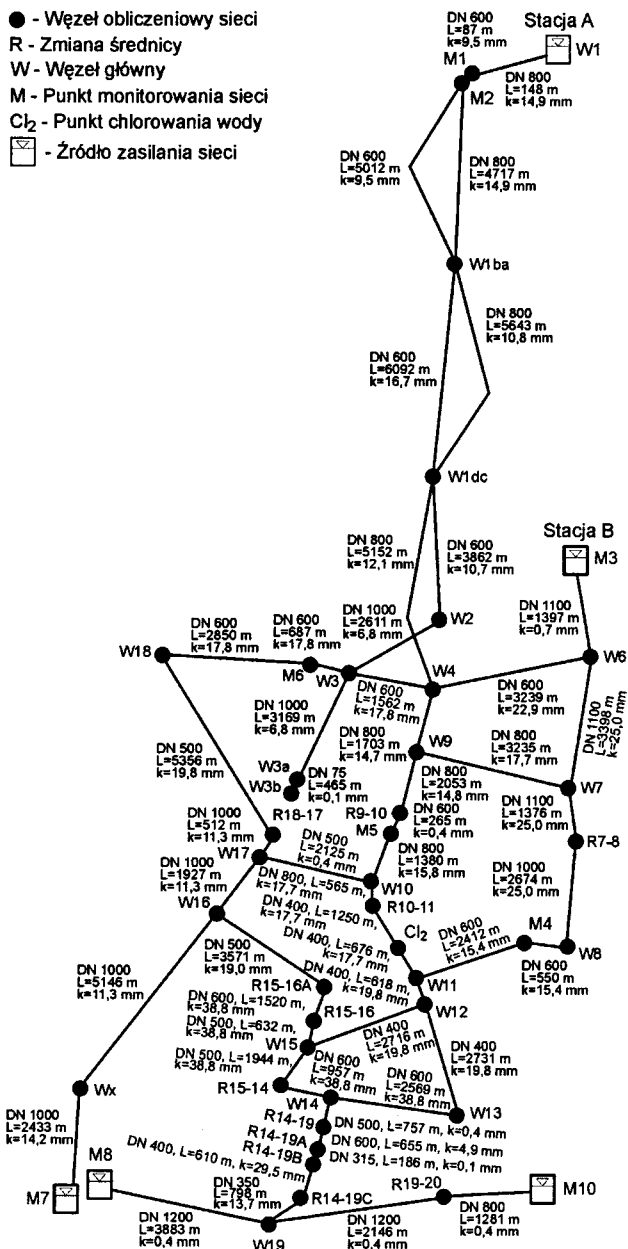 ● - Węzeł obliczeniowy sieci
R - Zmiana średnicy
W - Węzeł główny
M - Punkt monitorowania sieci
Cl₂ - Punkt chlorowania wody
- Źródło zasilania sieci
DN 600
L=87 m
k=9,5 mm
Stacja A
W1
M1
M2
DN 800
L=148 m
k=14,9 mm
DN 600
L=5012 m
k=9,5 mm
DN 800
L=4717 m
k=14,9 mm
W1ba
DN 800
L=5643 m
k=10,8 mm
DN 600
L=6092 m
k=16,7 mm
W1dc
DN 800
L=5152 m
k=12,1 mm
DN 600
L=3862 m
k=10,7 mm
Stacja B
M3
DN 1100
L=1397 m
k=0,7 mm
DN 600
L=2850 m
k=17,8 mm
DN 600
L=687 m
k=17,8 mm
DN 1000
L=2611 m
k=6,8 mm
W2
W18
M6
W3
W4
W6
DN 600
L=1562 m
k=17,8 mm
DN 600
L=3239 m
k=22,9 mm
DN 1100
L=3398 m
k=25,0 mm
DN 1000
L=3169 m
k=6,8 mm
DN 500
L=5356 m
k=19,8 mm
DN 800
L=1703 m
k=14,7 mm
W9
DN 800
L=3235 m
k=17,7 mm
W7
W3a
W3b
DN 75
L=465 m
k=0,1 mm
DN 800
L=2053 m
k=14,8 mm
DN 1100
L=1376 m
k=25,0 mm
R18-17
R9-10
M5
DN 600
L=265 m
k=0,4 mm
R7-8
DN 1000
L=512 m
k=11,3 mm
W17
DN 500
L=2125 m
k=0,4 mm
DN 800
L=1380 m
k=15,8 mm
DN 1000
L=2674 m
k=25,0 mm
DN 1000
L=1927 m
k=11,3 mm
DN 800, L=565 m,
k=17,7 mm
W10
R10-11
W16
DN 400, L=1250 m,
k=17,7 mm
DN 400, L=676 m,
k=17,7 mm
Cl₂
DN 600
L=2412 m
k=15,4 mm
M4
W8
DN 600
L=550 m
k=15,4 mm
DN 500
L=3571 m
k=19,0 mm
DN 400, L=618 m,
k=19,8 mm
W11
W12
DN 1000
L=5146 m
k=11,3 mm
R15-16A
DN 600, L=1520 m,
k=38,8 mm
R15-16
DN 500, L=632 m,
k=38,8 mm
W15
DN 400
L=2716 m
k=19,8 mm
DN 400
L=2731 m
k=19,8 mm
DN 500, L=1944 m,
k=38,8 mm
DN 600
L=957 m
k=38,8 mm
DN 600
L=2569 m
k=38,8 mm
Wx
R15-14
W14
W13
DN 1000
L=2433 m
k=14,2 mm
R14-19
DN 500, L=757 m, k=0,4 mm
R14-19A
DN 600, L=655 m, k=4,9 mm
R14-19B
DN 315, L=186 m, k=0,1 mm
DN 400, L=610 m,
k=29,5 mm
M8
M7
DN 350
L=798 m
k=13,7 mm
R14-19C
R19-20
M10
DN 1200
L=3883 m
k=0,4 mm
W19
DN 1200
L=2146 m
k=0,4 mm
DN 800
L=1281 m
k=0,4 mm